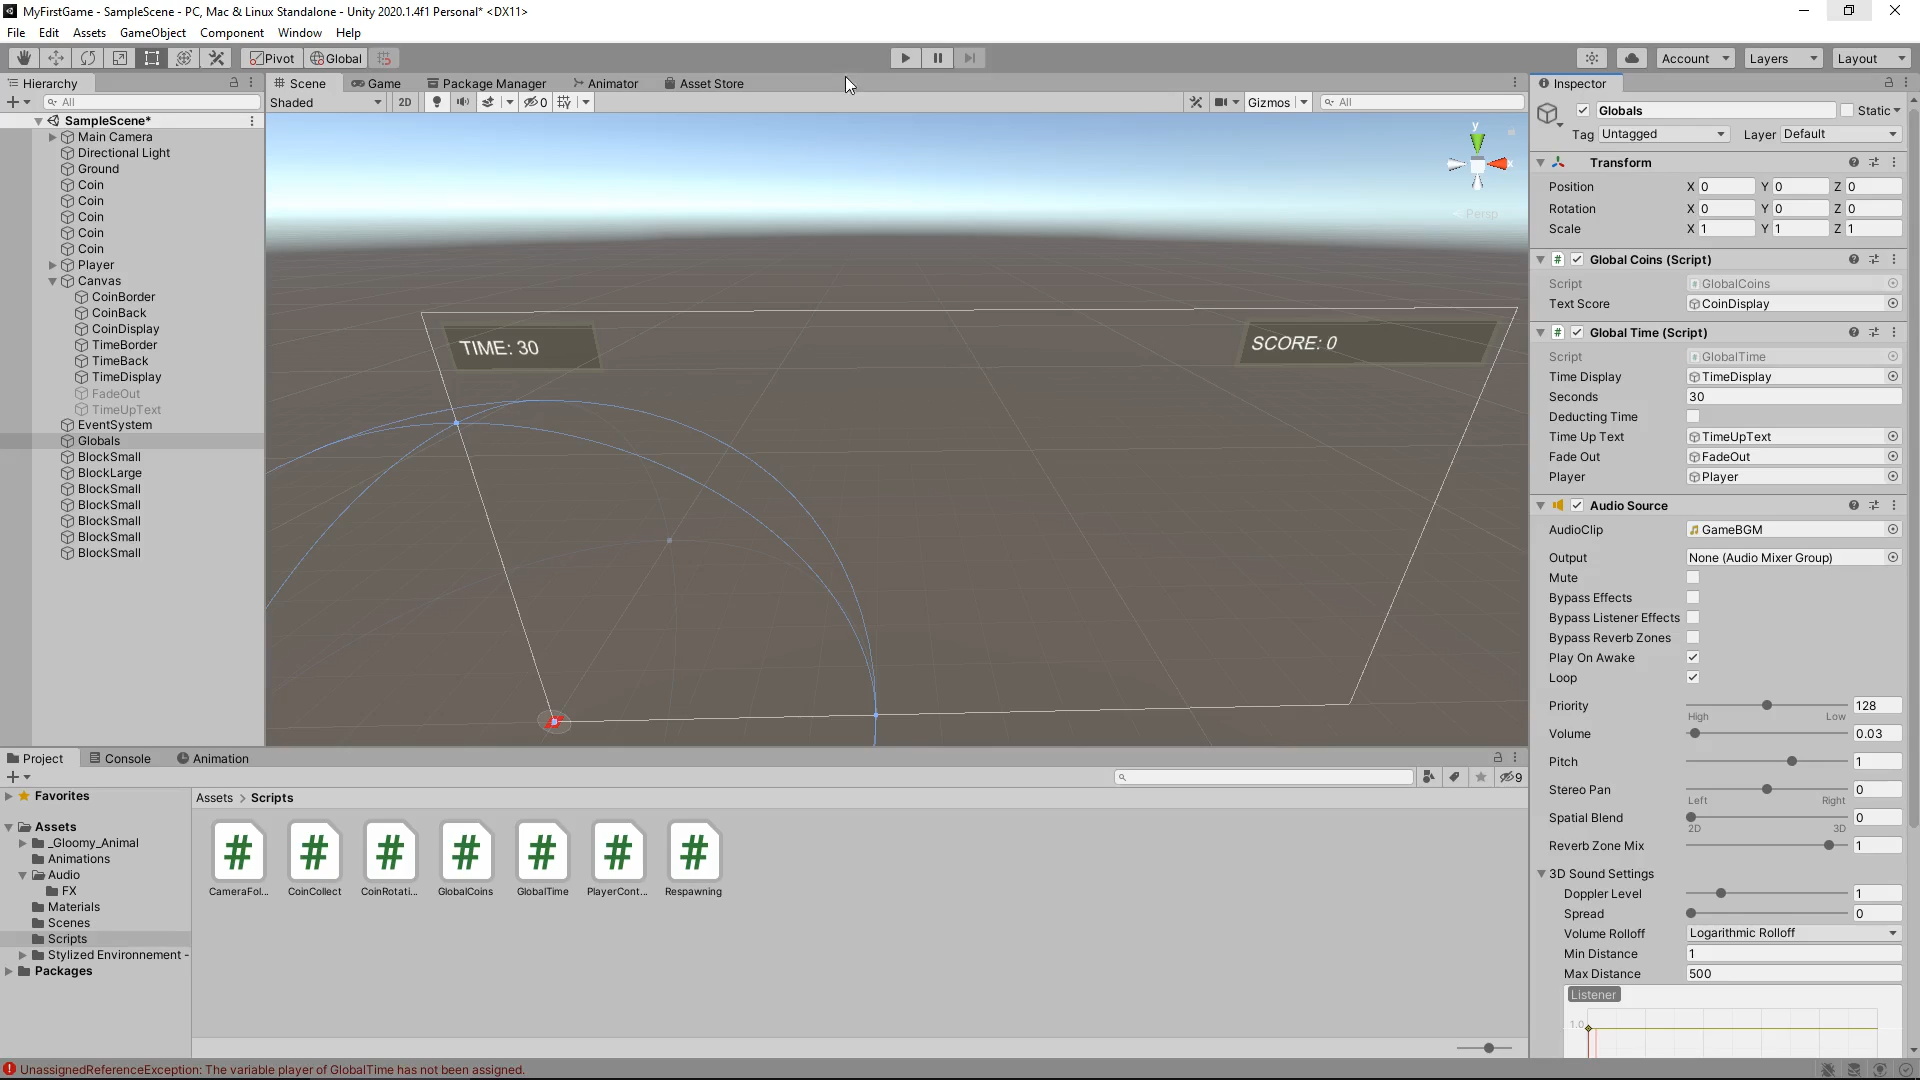 MyFirstGame - SampleScene - PC, Mac & Linux Standalone - Unity 2020.1.4f1 Personal* <DX11>
File Edit Assets GameObject Component Window Help
Pivot Global Account Layers Layout
Hierarchy
All
SampleScene*
Main Camera
Directional Light
Ground
Coin
Coin
Coin
Coin
Coin
Player
Canvas
CoinBorder
CoinBack
CoinDisplay
TimeBorder
TimeBack
TimeDisplay
FadeOut
TimeUpText
EventSystem
Globals
BlockSmall
BlockLarge
BlockSmall
BlockSmall
BlockSmall
BlockSmall
BlockSmall
Scene Game Package Manager Animator Asset Store
Shaded 2D 0 Gizmos All
y
x
Persp
TIME: 30
SCORE: 0
Inspector
Globals Static
Tag Untagged Layer Default
Transform
Position X 0 Y 0 Z 0
Rotation X 0 Y 0 Z 0
Scale X 1 Y 1 Z 1
Global Coins (Script)
Script GlobalCoins
Text Score CoinDisplay
Global Time (Script)
Script GlobalTime
Time Display TimeDisplay
Seconds 30
Deducting Time
Time Up Text TimeUpText
Fade Out FadeOut
Player Player
Audio Source
AudioClip GameBGM
Output None (Audio Mixer Group)
Mute
Bypass Effects
Bypass Listener Effects
Bypass Reverb Zones
Play On Awake
Loop
Priority 128
High Low
Volume 0.03
Pitch 1
Stereo Pan 0
Left Right
Spatial Blend 0
2D 3D
Reverb Zone Mix 1
3D Sound Settings
Doppler Level 1
Spread 0
Volume Rolloff Logarithmic Rolloff
Min Distance 1
Max Distance 500
Listener
1.0
Project Console Animation
9
Favorites
Assets
_Gloomy_Animal
Animations
Audio
FX
Materials
Scenes
Scripts
Stylized Environnement -
Packages
Assets > Scripts
CameraFol...
CoinCollect
CoinRotati...
GlobalCoins
GlobalTime
PlayerCont...
Respawning
UnassignedReferenceException: The variable player of GlobalTime has not been assigned.